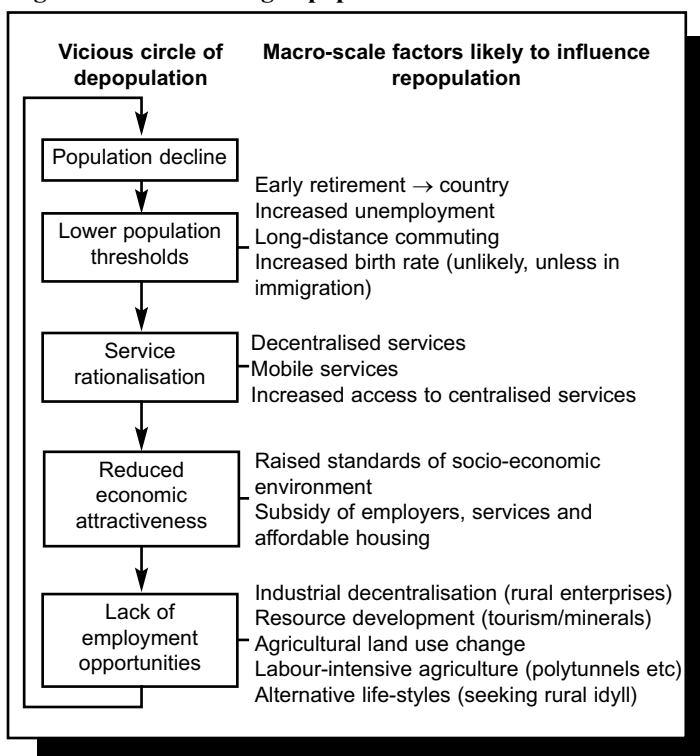 Vicious circle of
depopulation
Macro-scale factors likely to influence
repopulation
Population decline
Lower population
thresholds
Early retirement → country
Increased unemployment
Long-distance commuting
Increased birth rate (unlikely, unless in
immigration)
Service
rationalisation
Decentralised services
Mobile services
Increased access to centralised services
Reduced
economic
attractiveness
Raised standards of socio-economic
environment
Subsidy of employers, services and
affordable housing
Lack of
employment
opportunities
Industrial decentralisation (rural enterprises)
Resource development (tourism/minerals)
Agricultural land use change
Labour-intensive agriculture (polytunnels etc)
Alternative life-styles (seeking rural idyll)